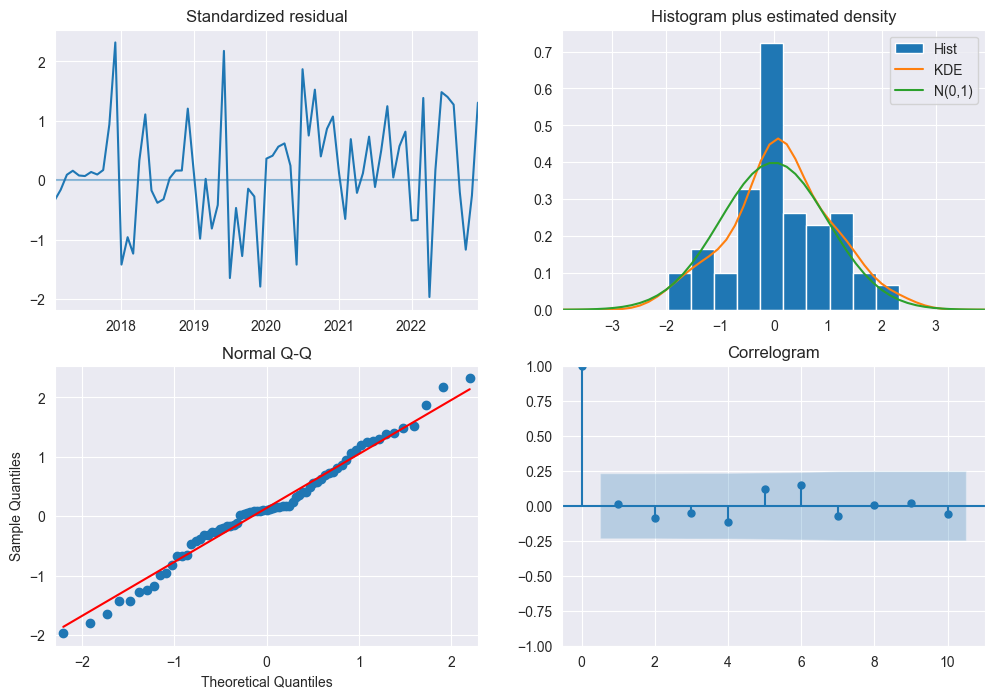 Standardized residual
2
1
0
−1
−2
2018 2019 2020 2021 2022
Histogram plus estimated density
0.7
0.6
0.5
0.4
0.3
0.2
0.1
0.0
−3 −2 −1 0 1 2 3
Hist
KDE
N(0,1)
Normal Q-Q
Sample Quantiles
2
1
0
−1
−2
−2 −1 0 1 2
Theoretical Quantiles
Correlogram
1.00
0.75
0.50
0.25
0.00
−0.25
−0.50
−0.75
−1.00
0 2 4 6 8 10